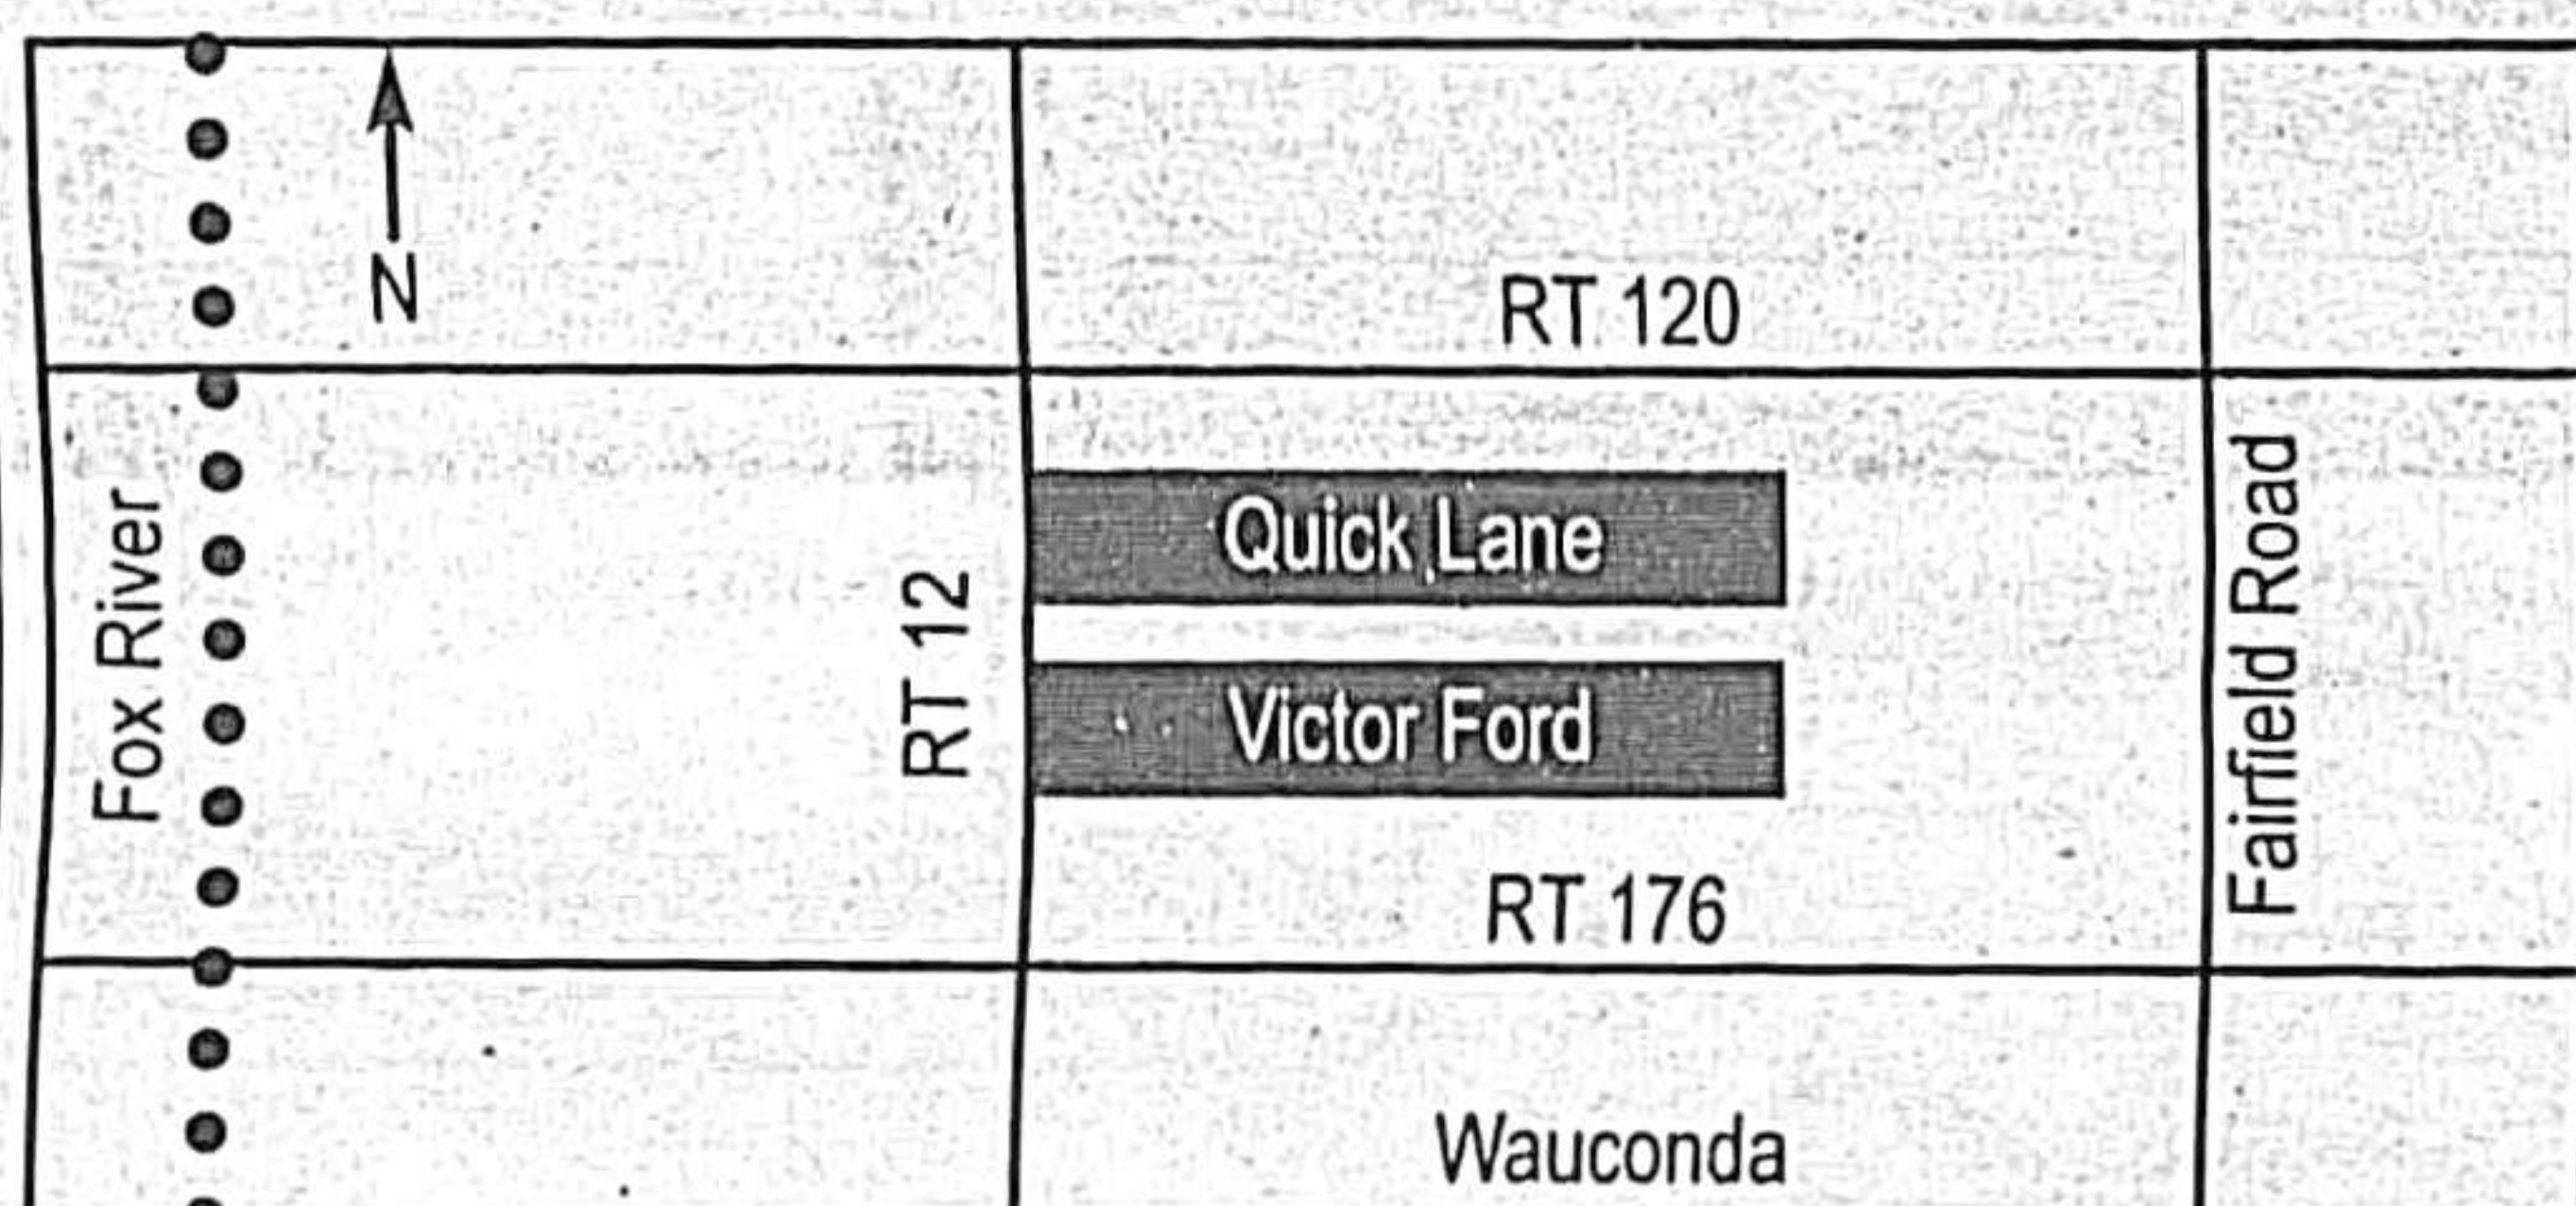 N
RT 120
Fox River
RT 12
Quick Lane
Victor Ford
Fairfield Road
RT 176
Wauconda